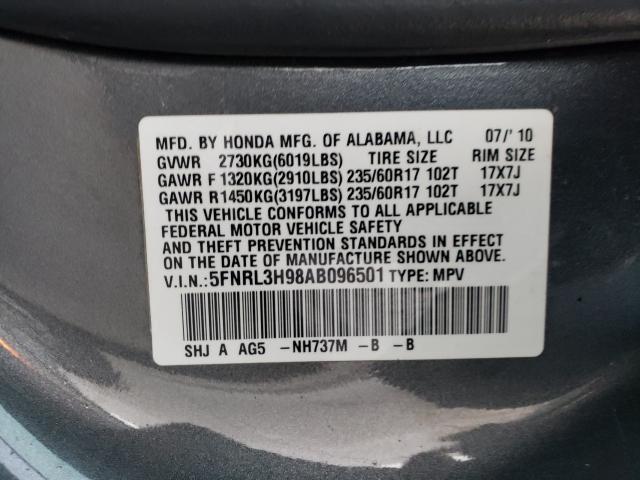 MFD. BY HONDA MFG. OF ALABAMA, LLC 07/'10
GVWR 2730KG(6019LBS) TIRE SIZE RIM SIZE
GAWR F 1320KG(2910LBS) 235/60R17 102T 17X7J
GAWR R1450KG(3197LBS) 235/60R17 102T 17X7J
THIS VEHICLE CONFORMS TO ALL APPLICABLE
FEDERAL MOTOR VEHICLE SAFETY
AND THEFT PREVENTION STANDARDS IN EFFECT
ON THE DATE OF MANUFACTURE SHOWN ABOVE.
V.I.N.:5FNRL3H98AB096501 TYPE: MPV
SHJ A AG5 -NH737M -B -B